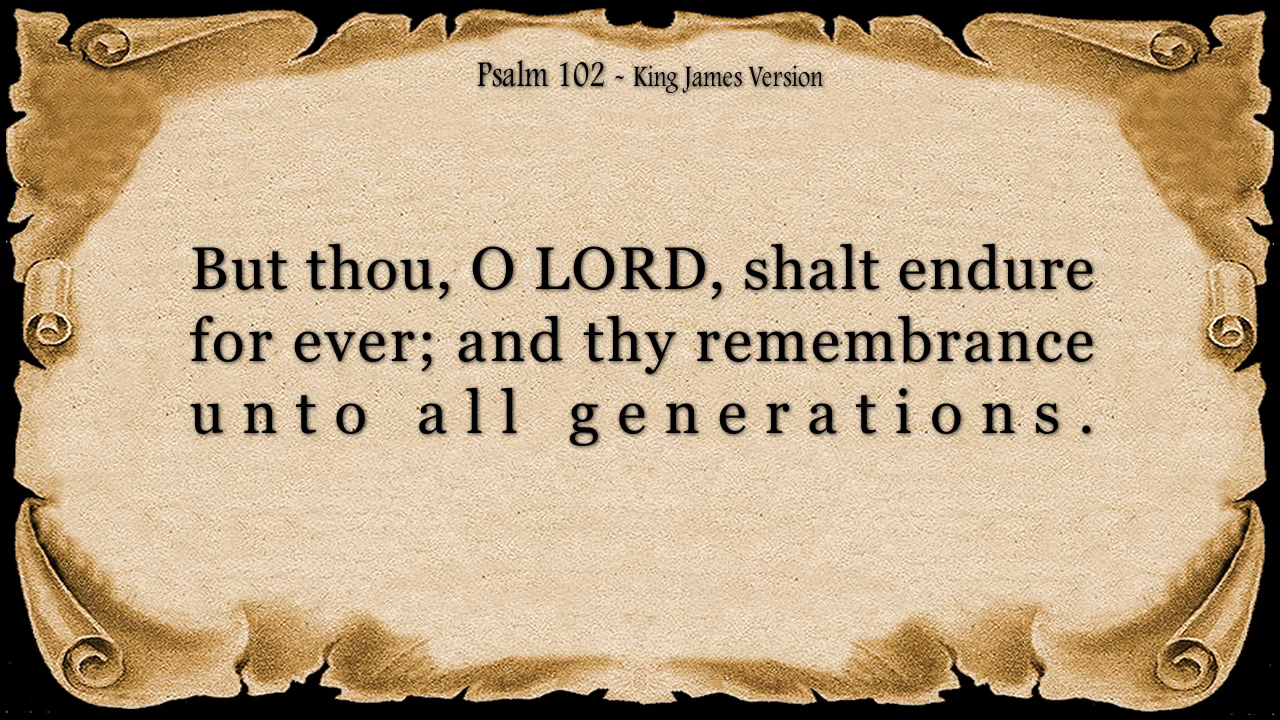 Psalm 102 - King James Version
But thou, O LORD, shalt endure
for ever; and thy remembrance
unto all generations.